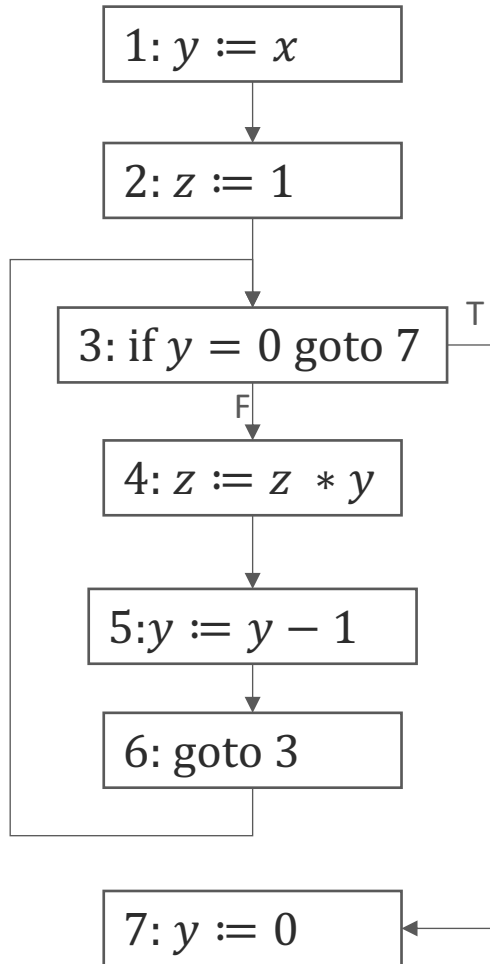 1: y := x
2: z := 1
3: if y = 0 goto 7
T
F
4: z := z * y
5:y := y − 1
6: goto 3
7: y := 0